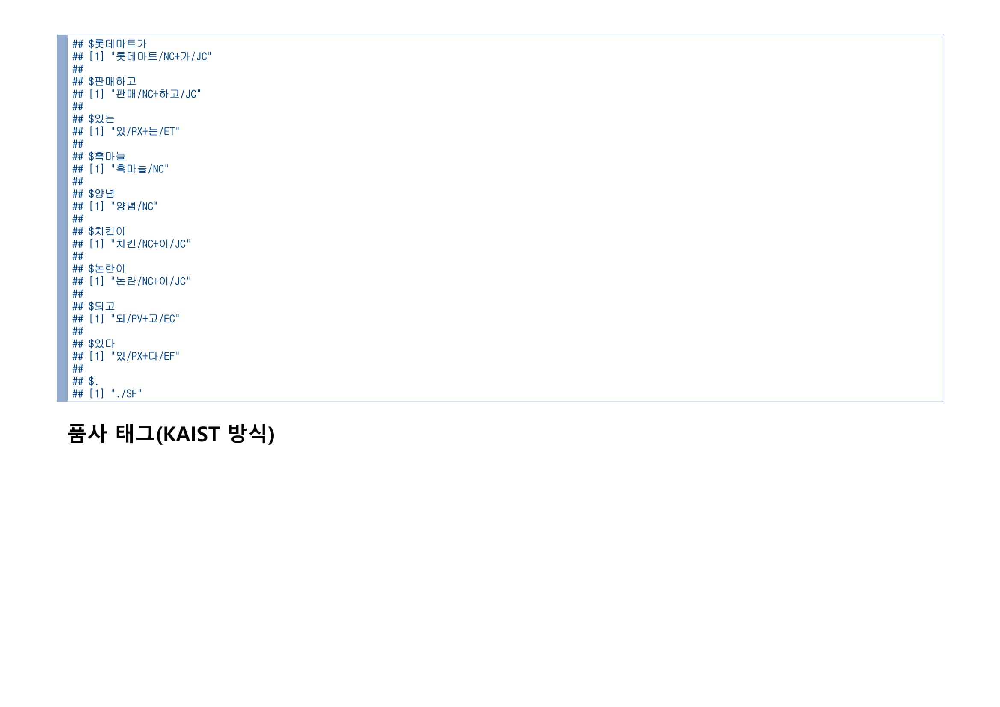 ## $롯데마트가
## [1] "롯데마트/NC+가/JC"
##
## $판매하고
## [1] "판매/NC+하고/JC"
##
## $있는
## [1] "있/PX+는/ET"
##
## $흑마늘
## [1] "흑마늘/NC"
##
## $양념
## [1] "양념/NC"
##
## $치킨이
## [1] "치킨/NC+이/JC"
##
## $논란이
## [1] "논란/NC+이/JC"
##
## $되고
## [1] "되/PV+고/EC"
##
## $있다
## [1] "있/PX+다/EF"
##
## $.
## [1] "./SF"
품사 태그(KAIST 방식)